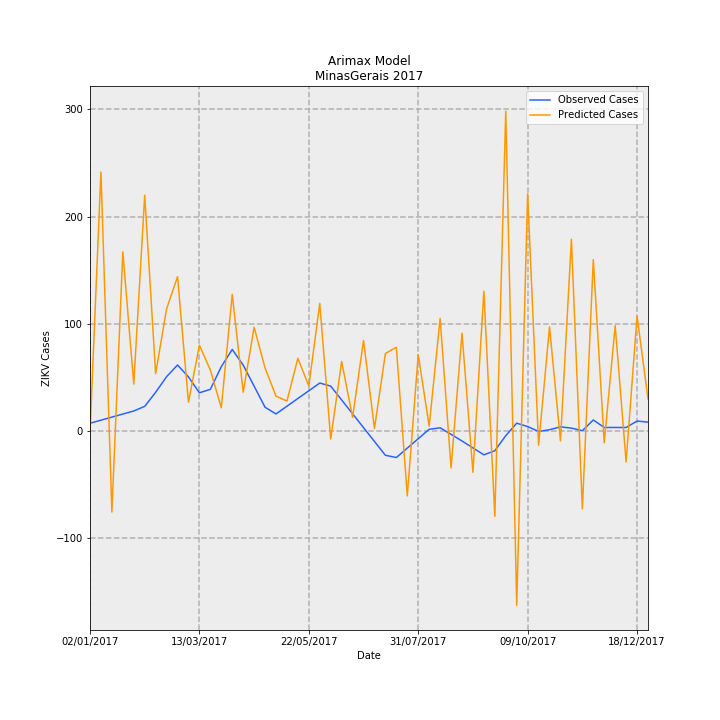 Arimax Model
MinasGerais 2017
Observed Cases
Predicted Cases
300
200
100
0
−100
ZIKV Cases
02/01/2017
13/03/2017
22/05/2017
31/07/2017
09/10/2017
18/12/2017
Date